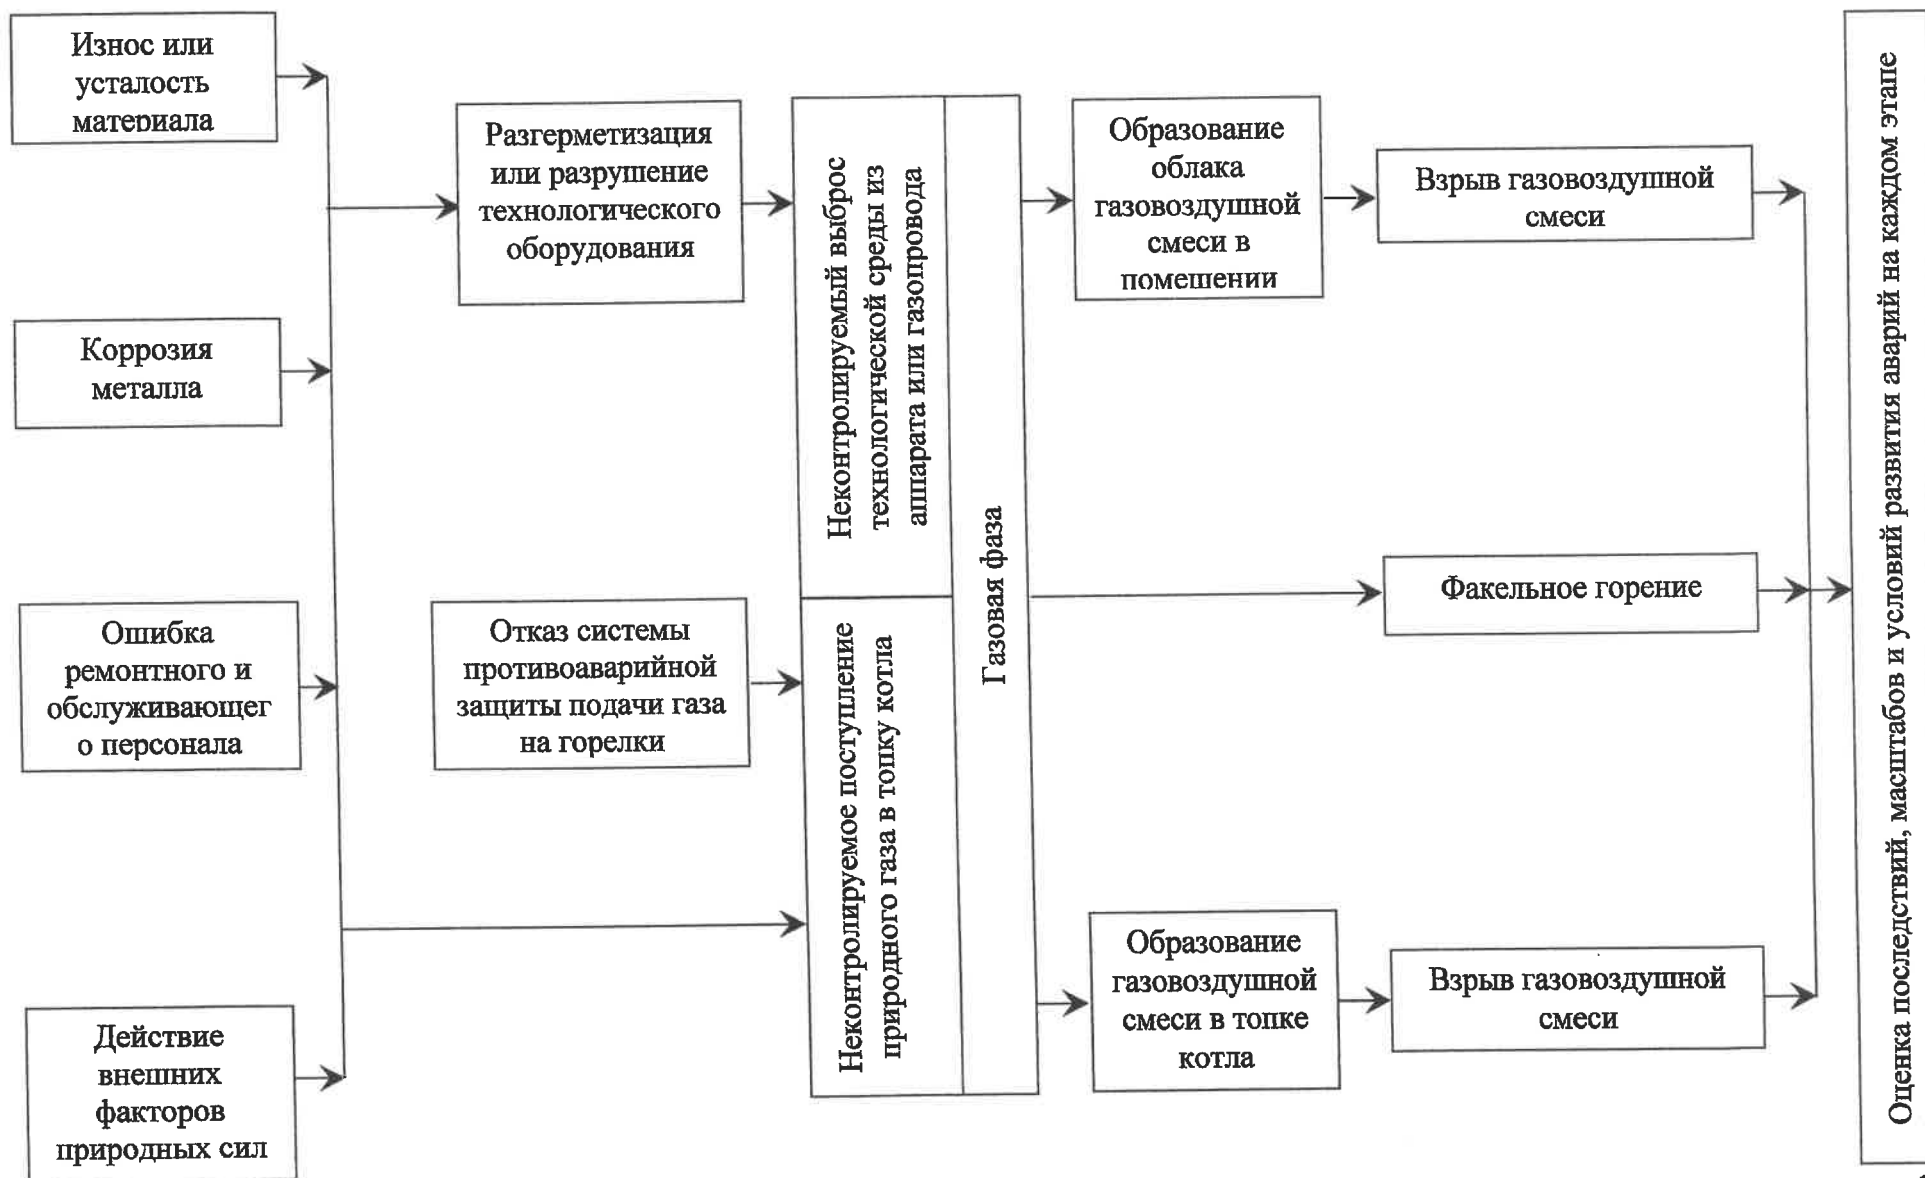 Износ или
усталость
материала
Коррозия
металла
Ошибка
ремонтного и
обслуживающег
о персонала
Действие
внешних
факторов
природных сил
Разгерметизация
или разрушение
технологического
оборудования
Отказ системы
противоаварийной
защиты подачи газа
на горелки
Неконтролируемый выброс
технологической среды из
аппарата или газопровода
Неконтролируемое поступление
природного газа в топку котла
Газовая фаза
Образование
облака
газовоздушной
смеси в
помешении
Взрыв газовоздушной
смеси
Факельное горение
Образование
газовоздушной
смеси в топке
котла
Взрыв газовоздушной
смеси
Оценка последствий, масштабов и условий развития аварий на каждом этапе